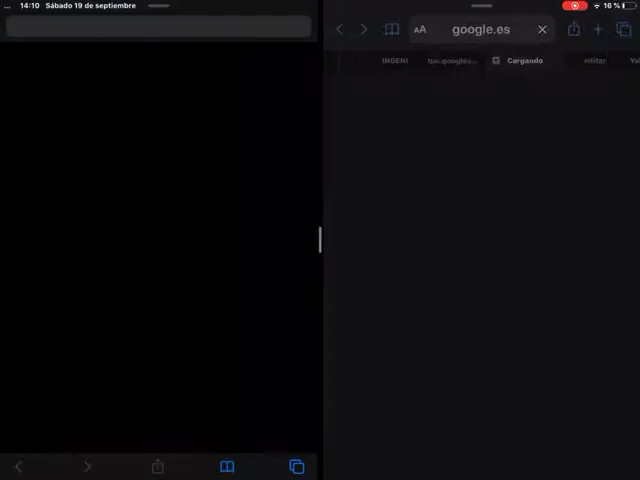 ... 14:10 Sábado 19 de septiembre
16 %
AA google.es
INGENI
Cargando
editar